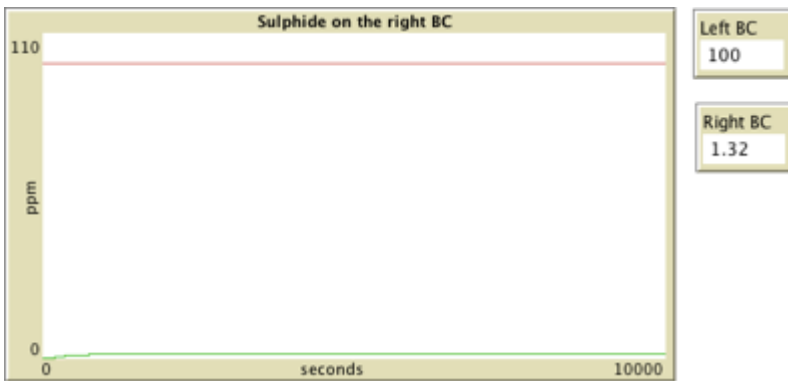 Sulphide on the right BC
110
ppm
0
0
seconds
10000
Left BC
100
Right BC
1.32